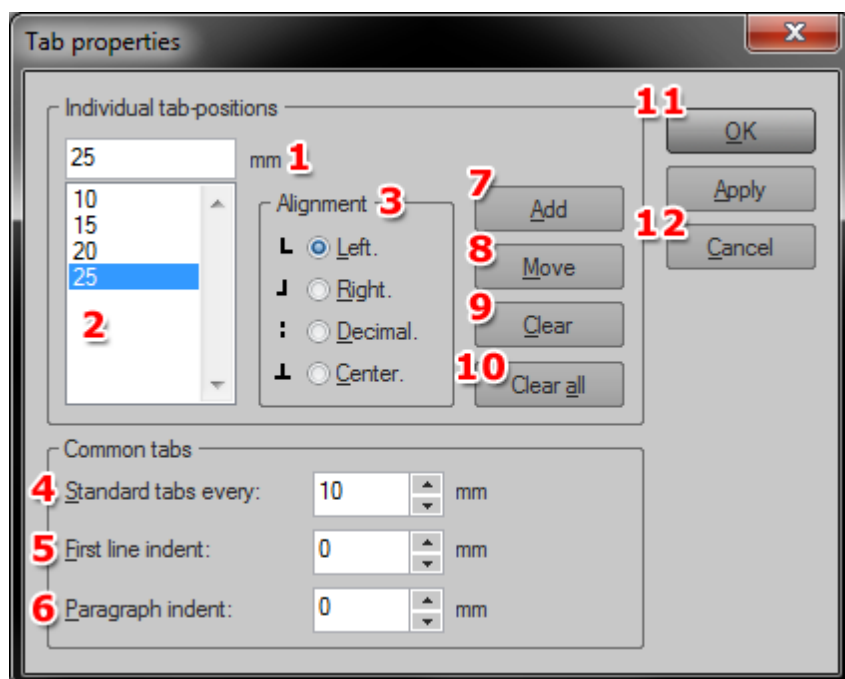 Tab properties
Individual tab-positions
11
OK
25 mm 1
10
15
20
25
2
Alignment 3
Left.
Right.
Decimal.
Center.
7
Add
8
Move
9
Clear
10
Clear all
Apply
12
Cancel
Common tabs
4 Standard tabs every: 10 mm
5 First line indent: 0 mm
6 Paragraph indent: 0 mm